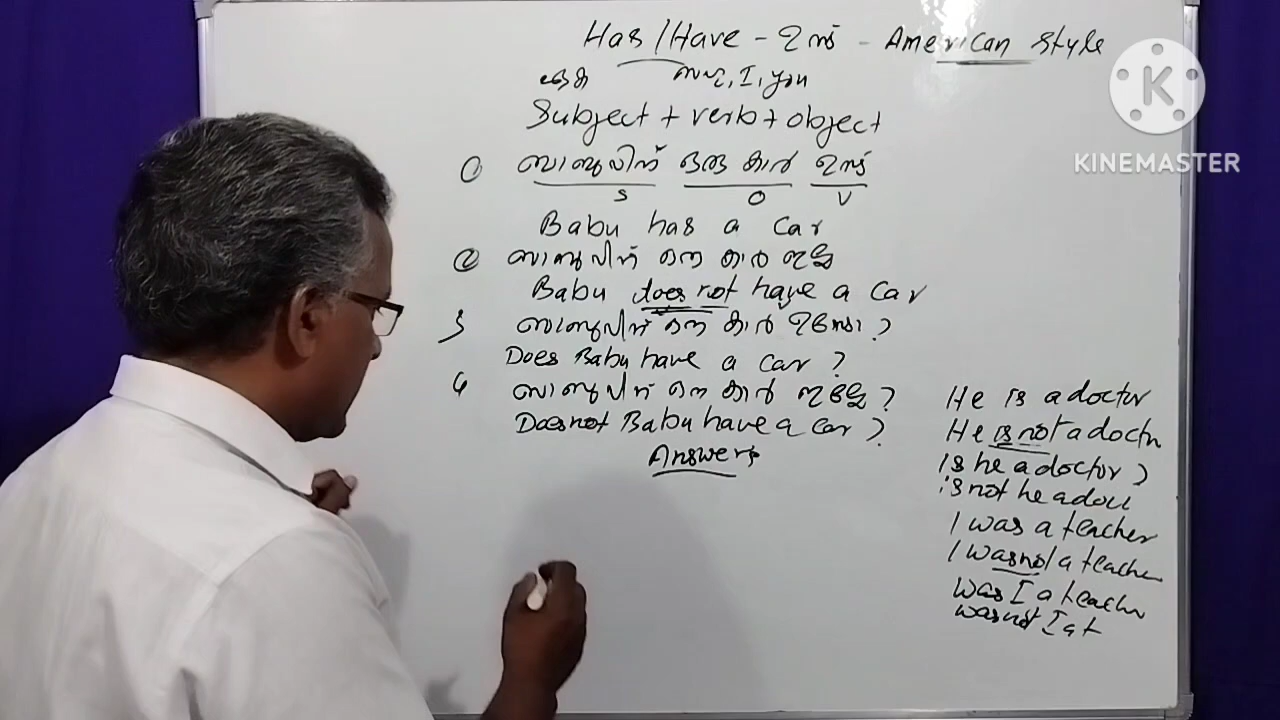 Has/Have - ഉണ്ട് - American style
ഏക ബഹു, I, you
Subject + verb + object
① ബാബുവിന് ഒരു കാർ ഉണ്ട്
S O V
Babu has a car
② ബാബുവിന് ഒരു കാർ ഇല്ല
Babu does not have a car
3 ബാബുവിന് ഒരു കാർ ഉണ്ടോ?
Does Babu have a car?
4 ബാബുവിന് ഒരു കാർ ഇല്ലേ?
Does not Babu have a car?
Answers
He is a doctor
He is not a doctor
Is he a doctor?
is not he a
I was a teacher
I was not a teacher
was I a teacher
was not I a t
K
KINEMASTER